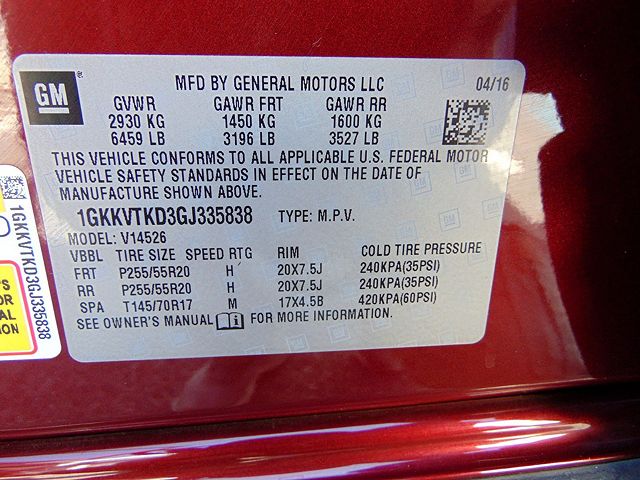 GM
®
MFD BY GENERAL MOTORS LLC
04/16
GVWR GAWR FRT GAWR RR
2930 KG 1450 KG 1600 KG
6459 LB 3196 LB 3527 LB
THIS VEHICLE CONFORMS TO ALL APPLICABLE U.S. FEDERAL MOTOR
VEHICLE SAFETY STANDARDS IN EFFECT ON THE DATE OF
MANUFACTURE SHOWN ABOVE.
1GKKVTKD3GJ335838 TYPE: M.P.V.
MODEL: V14526
VBBL TIRE SIZE SPEED RTG RIM COLD TIRE PRESSURE
FRT P255/55R20 H 20X7.5J 240KPA(35PSI)
RR P255/55R20 H 20X7.5J 240KPA(35PSI)
SPA T145/70R17 M 17X4.5B 420KPA(60PSI)
SEE OWNER'S MANUAL FOR MORE INFORMATION.
1GKKVTKD3GJ335838